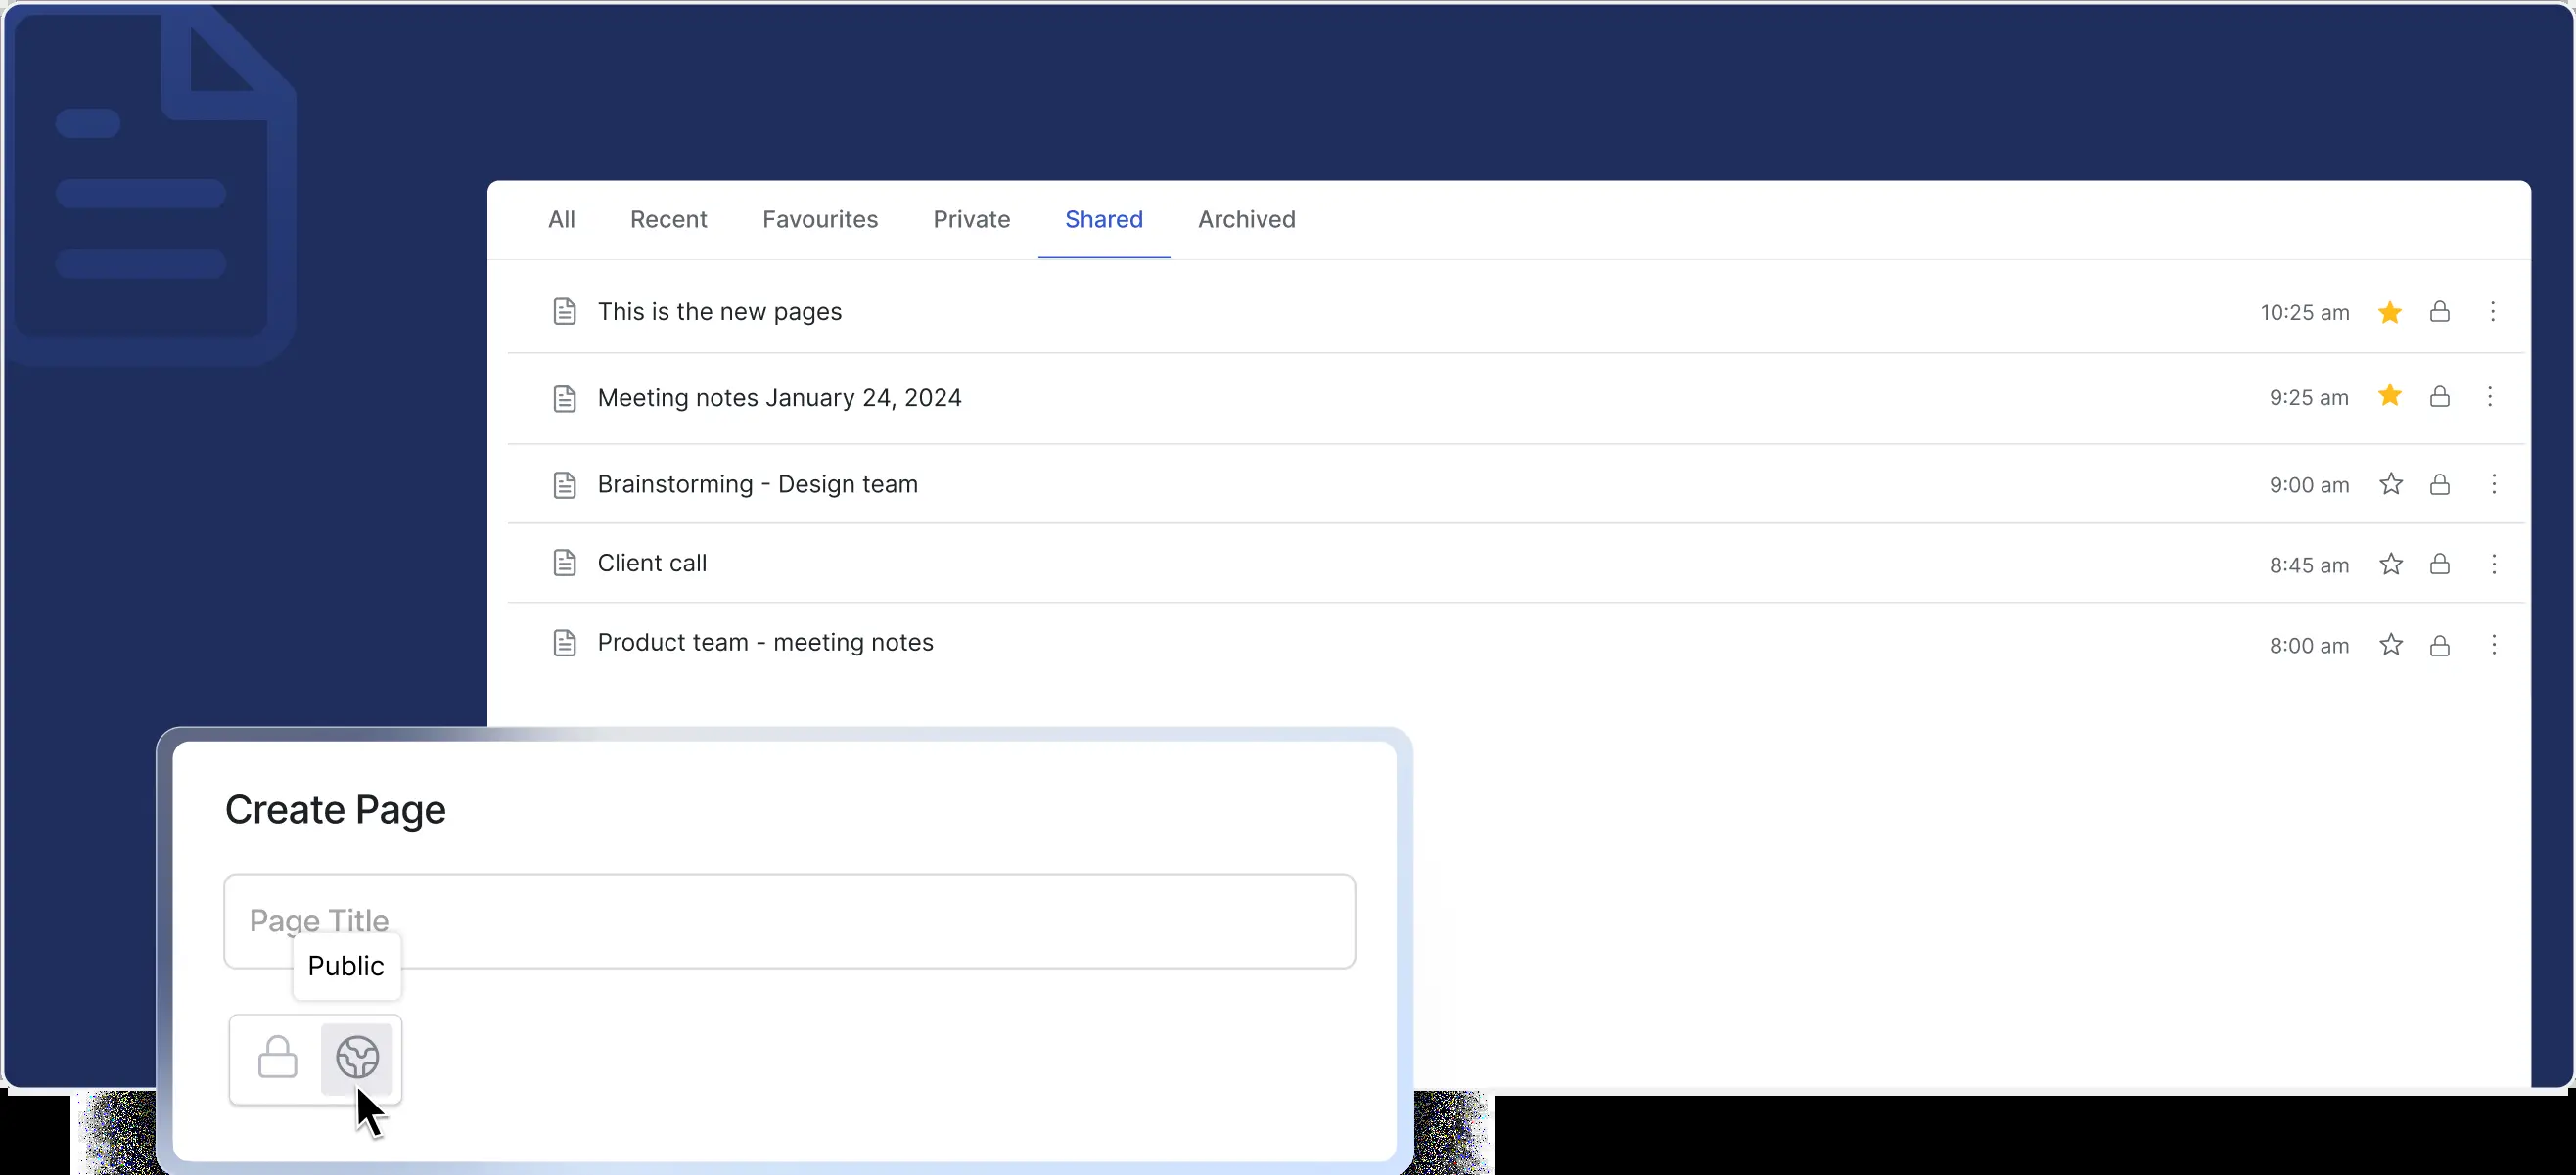 All Recent Favourites Private Shared Archived
This is the new pages 10:25 am
Meeting notes January 24, 2024 9:25 am
Brainstorming - Design team 9:00 am
Client call 8:45 am
Product team - meeting notes 8:00 am
Create Page
Page Title
Public